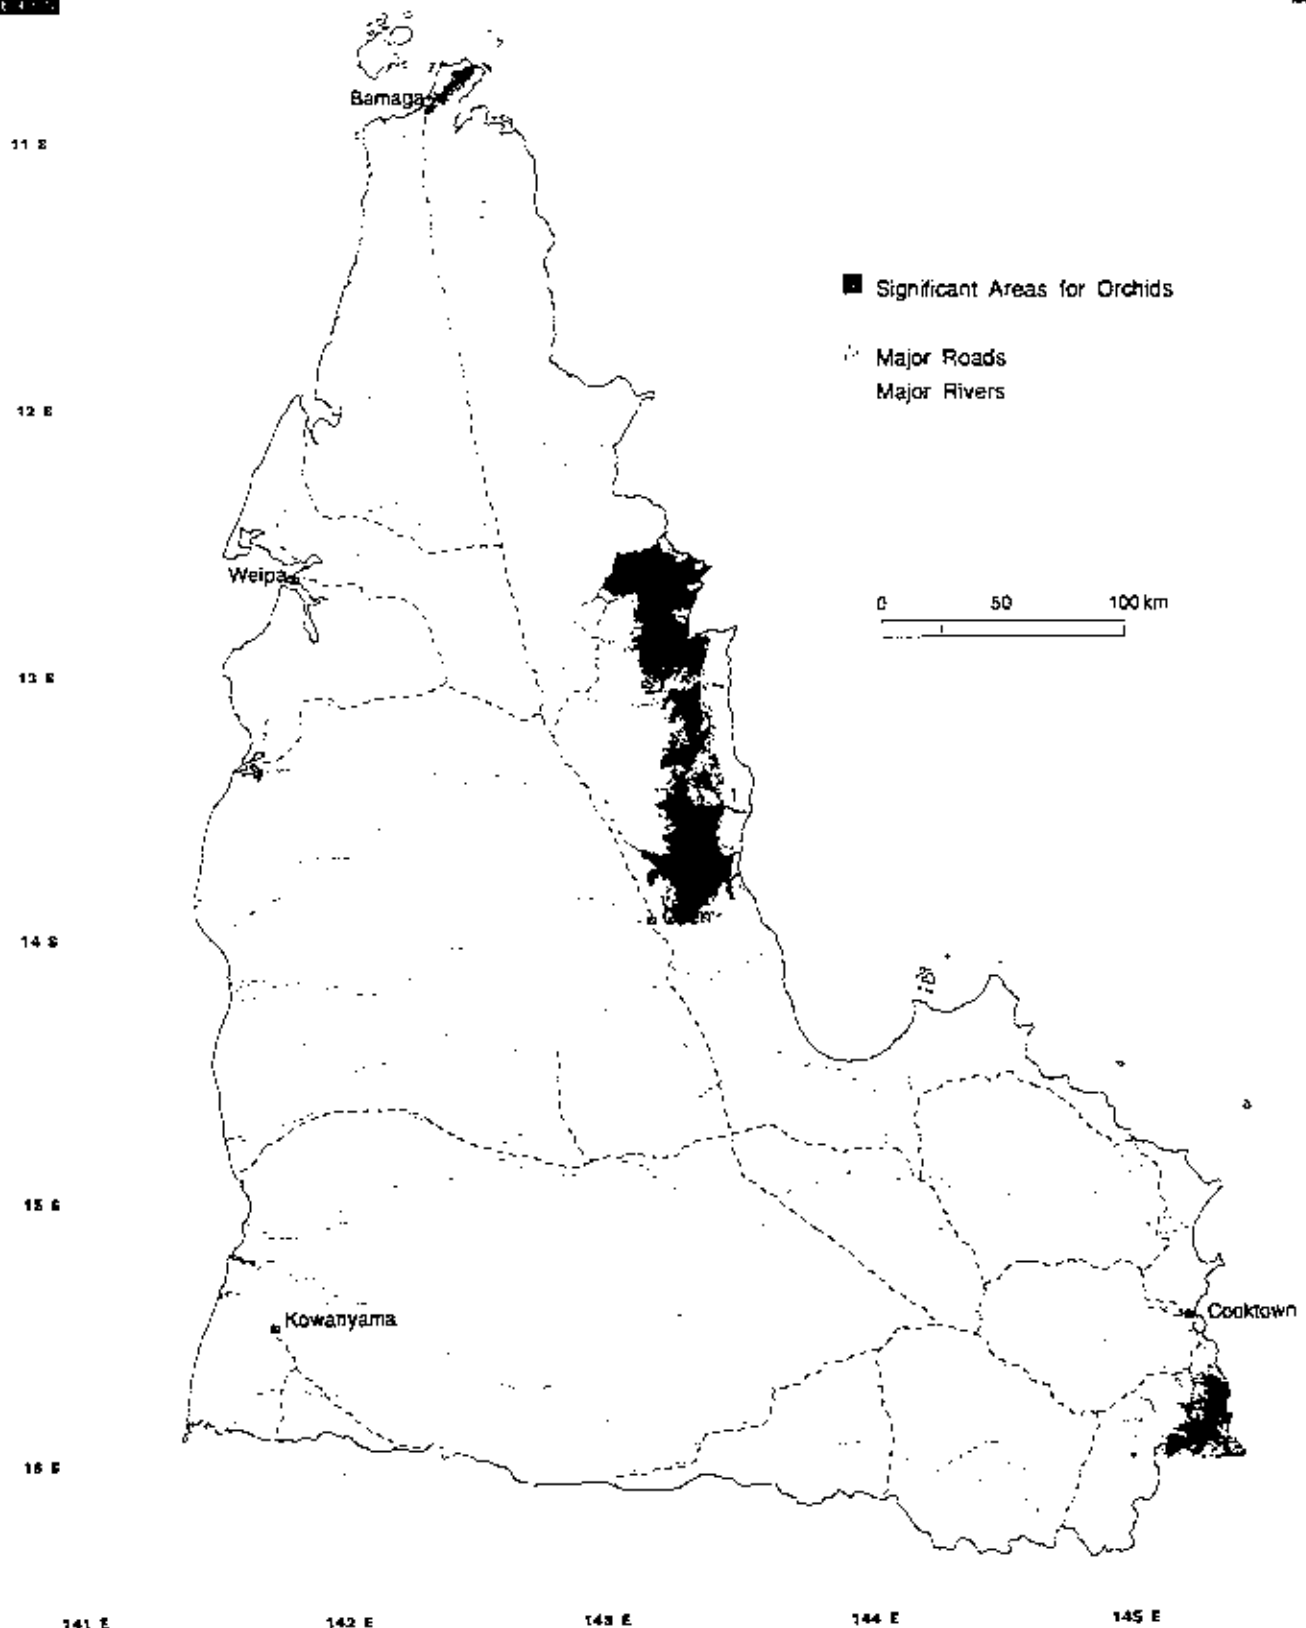 Bamaga
11 S
Significant Areas for Orchids
Major Roads
Major Rivers
12 S
Weipa
0 50 100 km
13 S
14 S
15 S
Kowanyama
Cooktown
16 S
141 E 142 E 143 E 144 E 145 E